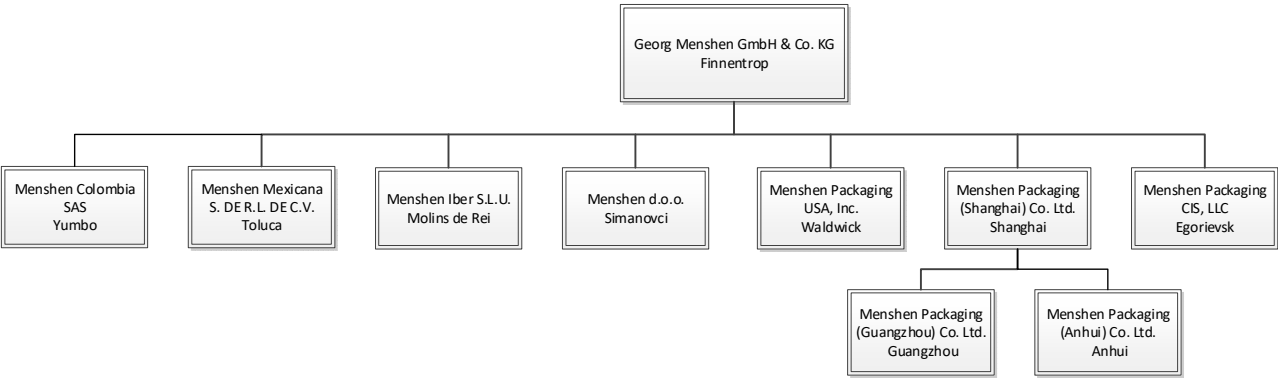 Georg Menshen GmbH & Co. KG
Finnentrop
Menshen Colombia
SAS
Yumbo
Menshen Mexicana
S. DE R.L. DE C.V.
Toluca
Menshen Iber S.L.U.
Molins de Rei
Menshen d.o.o.
Simanovci
Menshen Packaging
USA, Inc.
Waldwick
Menshen Packaging
(Shanghai) Co. Ltd.
Shanghai
Menshen Packaging
CIS, LLC
Egorievsk
Menshen Packaging
(Guangzhou) Co. Ltd.
Guangzhou
Menshen Packaging
(Anhui) Co. Ltd.
Anhui